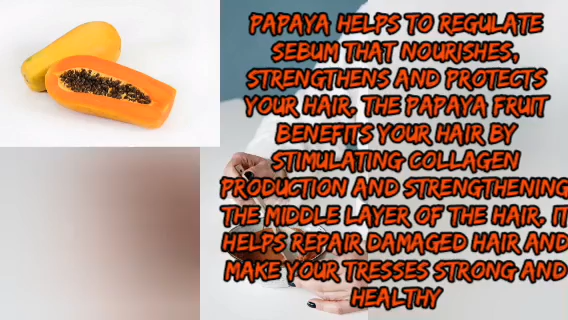 PAPAYA HELPS TO REGULATE
SEBUM THAT NOURISHES,
STRENGTHENS AND PROTECTS
YOUR HAIR. THE PAPAYA FRUIT
BENEFITS YOUR HAIR BY
STIMULATING COLLAGEN
PRODUCTION AND STRENGTHENING
THE MIDDLE LAYER OF THE HAIR. IT
HELPS REPAIR DAMAGED HAIR AND
MAKE YOUR TRESSES STRONG AND
HEALTHY